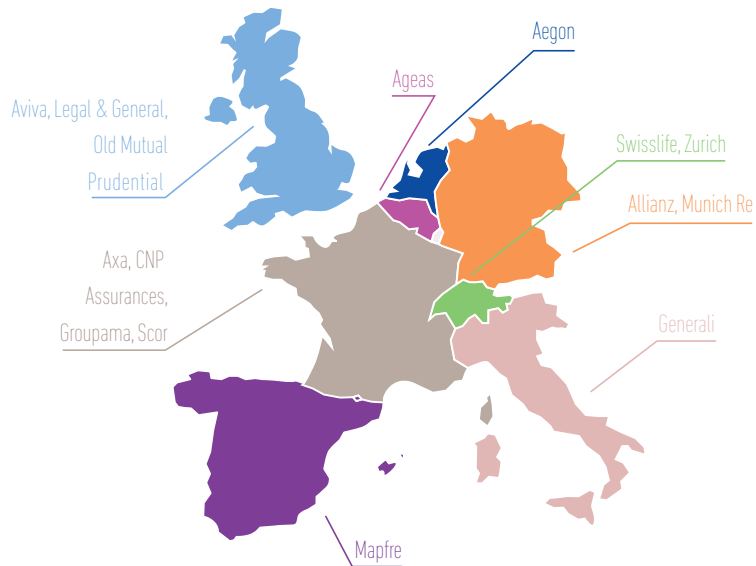 Aegon
Ageas
Aviva, Legal & General,
Old Mutual
Prudential
Swisslife, Zurich
Allianz, Munich Re
Axa, CNP
Assurances,
Groupama, Scor
Generali
Mapfre